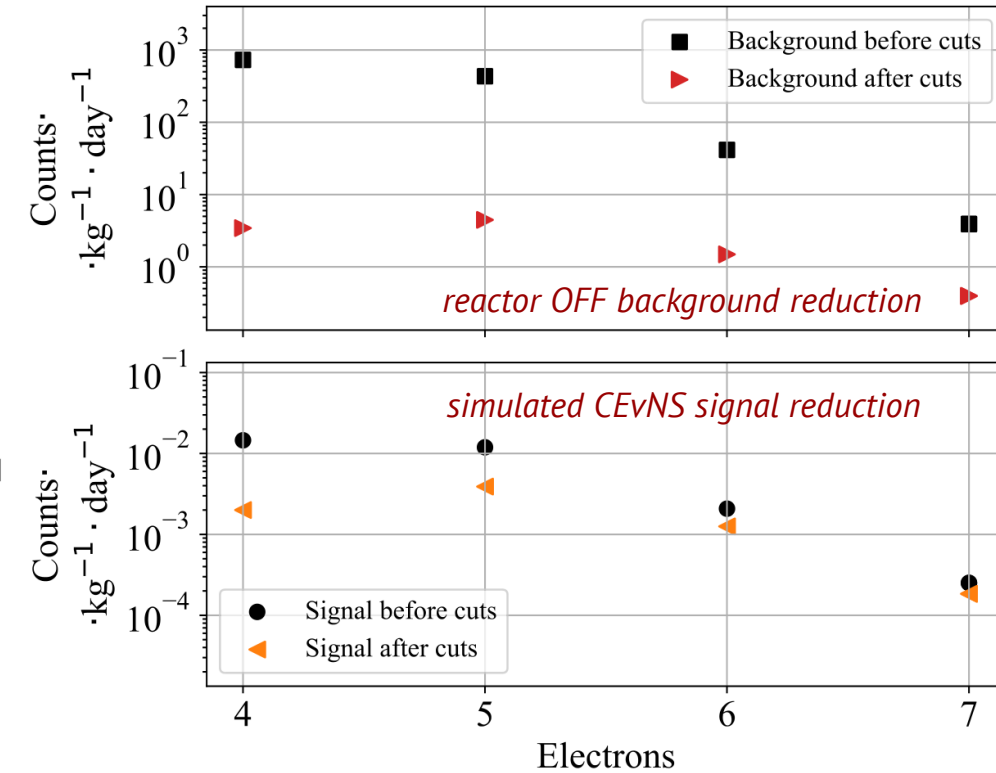 10³
10²
10¹
10⁰
Counts·
·kg⁻¹ · day⁻¹
Background before cuts
Background after cuts
reactor OFF background reduction
10⁻¹
10⁻²
10⁻³
10⁻⁴
Counts·
·kg⁻¹ · day⁻¹
simulated CEvNS signal reduction
Signal before cuts
Signal after cuts
4 5 6 7
Electrons